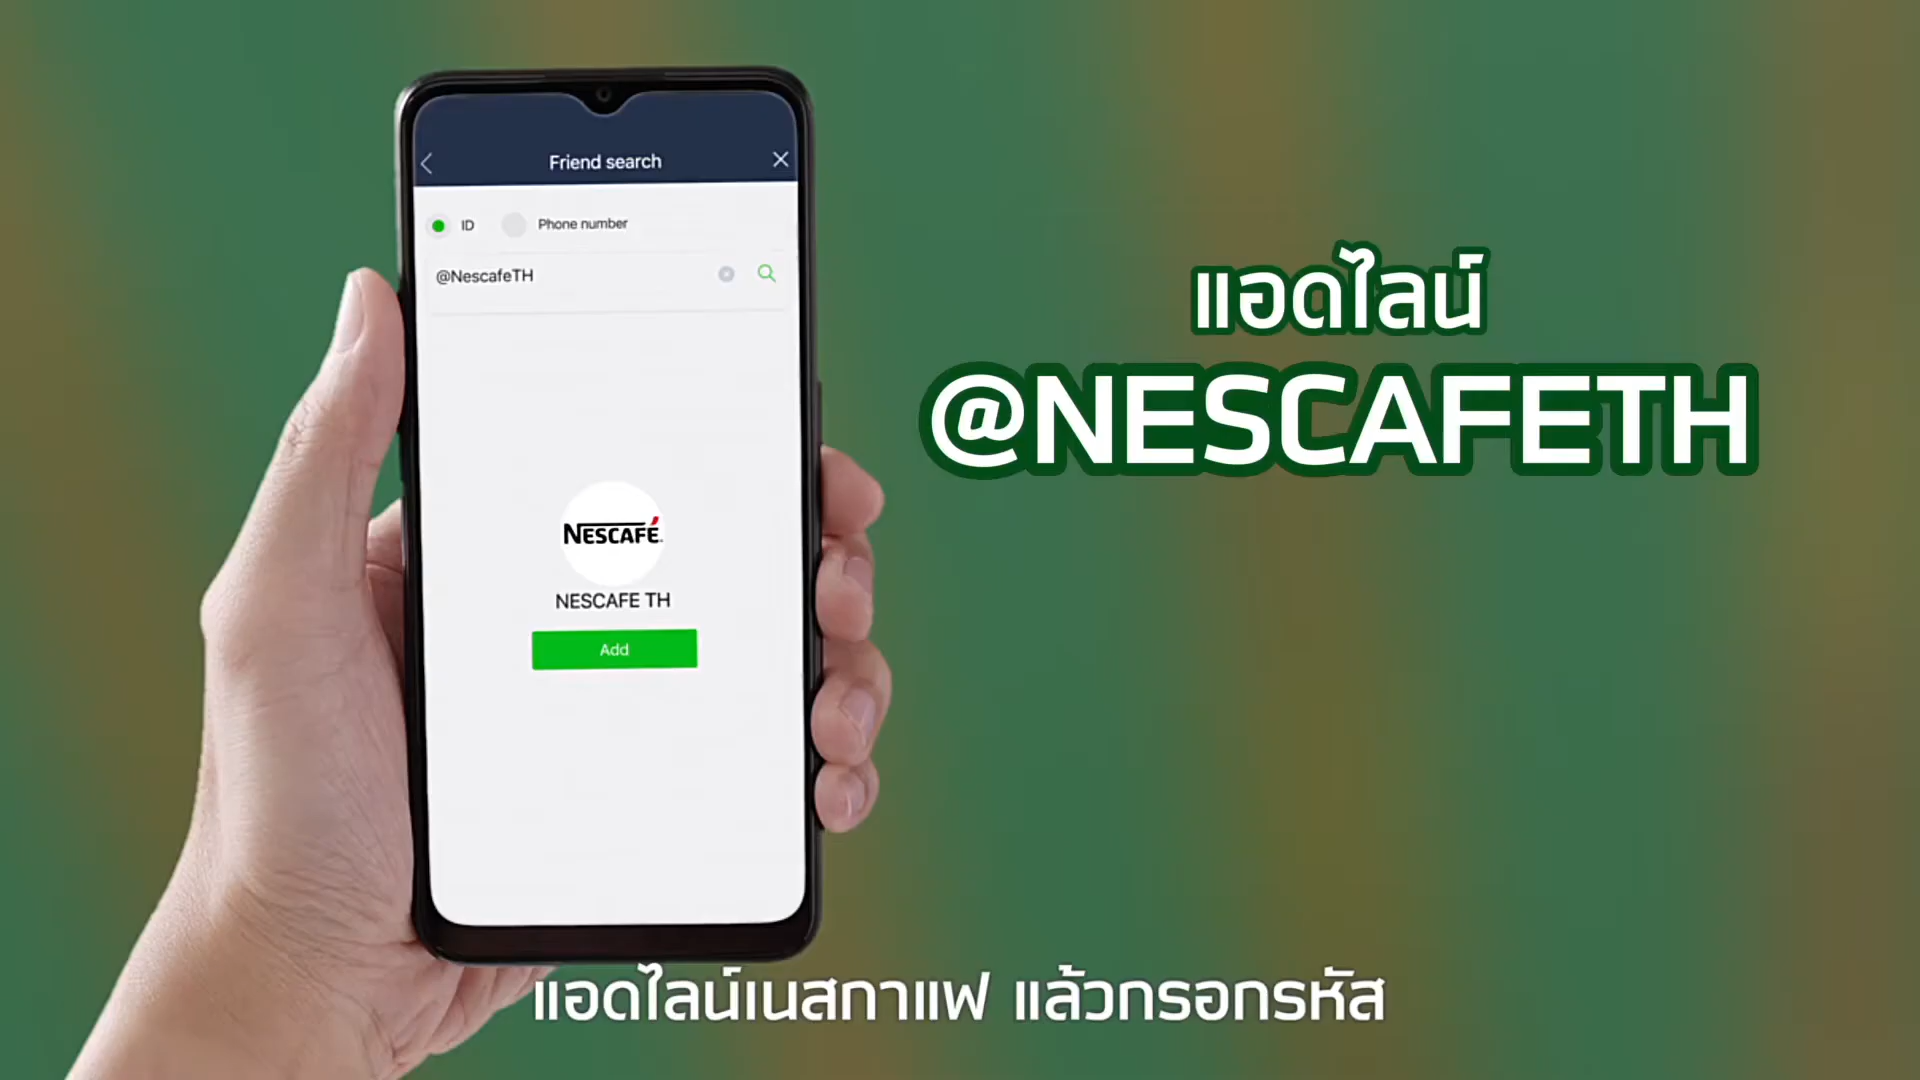 Friend search
ID
Phone number
@NescafeTH
NESCAFÉ.
NESCAFE TH
Add
แอดไลน์
@NESCAFETH
แอดไลน์เนสกาแฟ แล้วกรอกรหัส